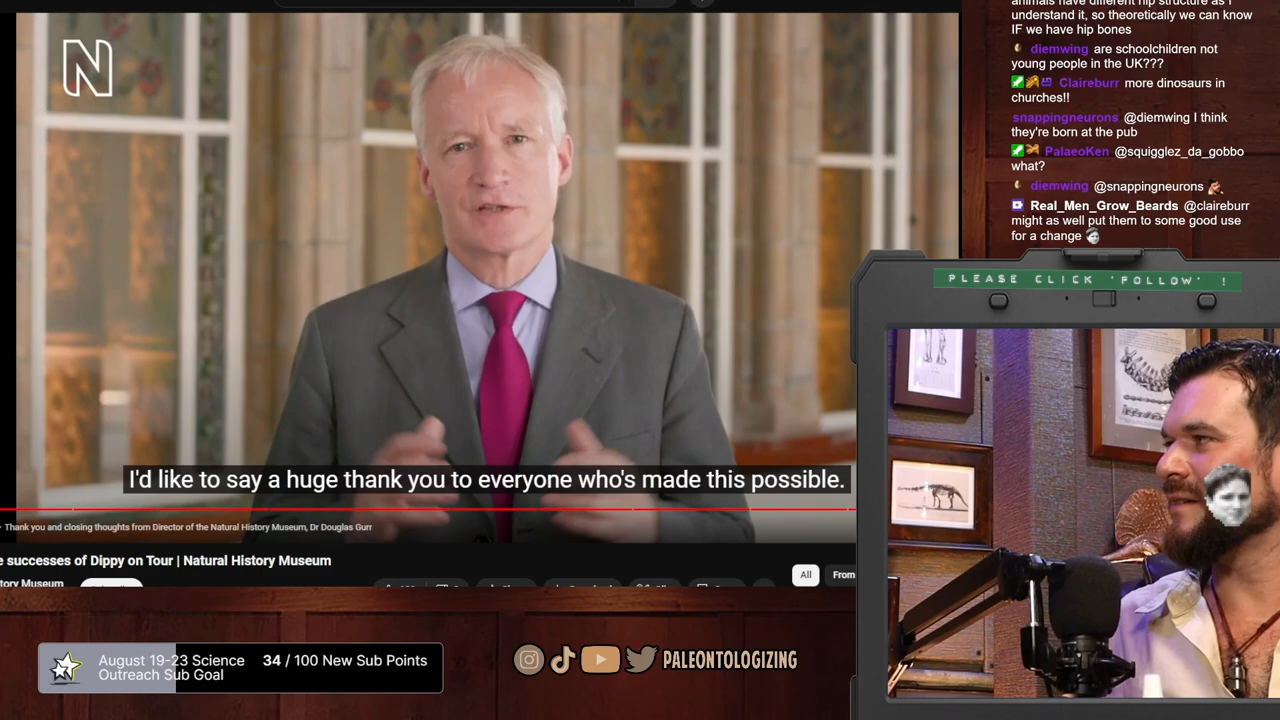 animals have different hip structure as I
understand it, so theoretically we can know
IF we have hip bones
diemwing are schoolchildren not
young people in the UK???
Claireburr more dinosaurs in
churches!!
snappingneurons @diemwing I think
they're born at the pub
PalaeoKen @squigglez_da_gobbo
what?
diemwing @snappingneurons
Real_Men_Grow_Beards @claireburr
might as well put them to some good use
for a change
N
I'd like to say a huge thank you to everyone who's made this possible.
Thank you and closing thoughts from Director of the Natural History Museum, Dr Douglas Gurr
e successes of Dippy on Tour | Natural History Museum
tory Museum
All
From
PLEASE CLICK 'FOLLOW' !
August 19-23 Science
Outreach Sub Goal
34 / 100 New Sub Points
PALEONTOLOGIZING